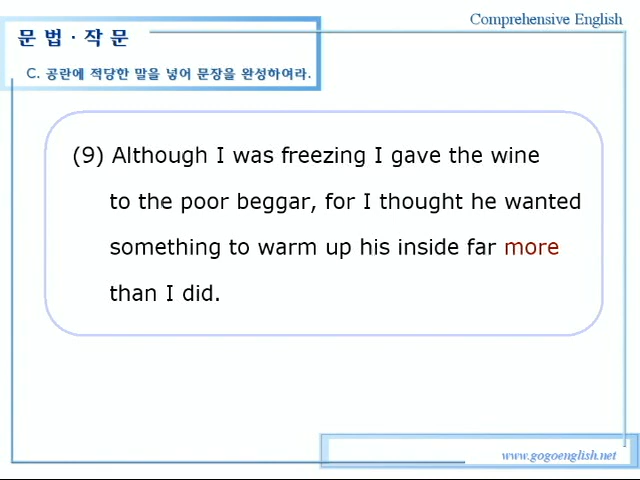 Comprehensive English
문 법 · 작 문
C. 공란에 적당한 말을 넣어 문장을 완성하여라.
(9) Although I was freezing I gave the wine
to the poor beggar, for I thought he wanted
something to warm up his inside far more
than I did.
www.gogoenglish.net